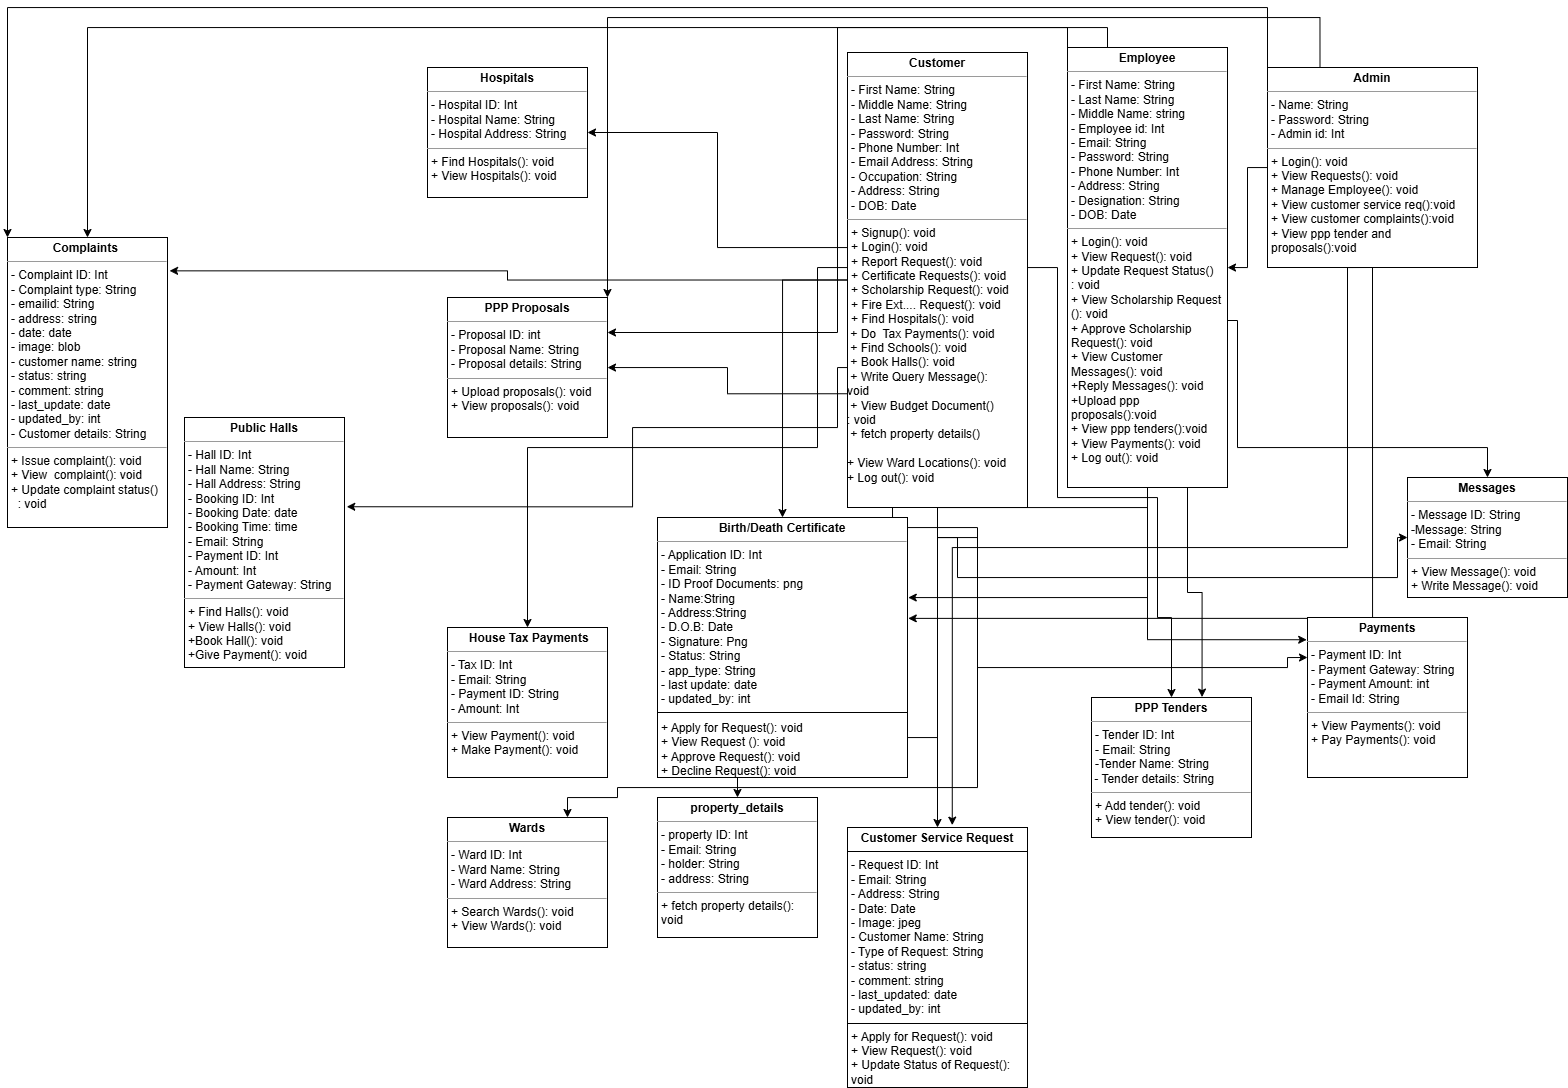 Hospitals
- Hospital ID: Int
- Hospital Name: String
- Hospital Address: String
+ Find Hospitals(): void
+ View Hospitals(): void
Customer
- First Name: String
- Middle Name: String
- Last Name: String
- Password: String
- Phone Number: Int
- Email Address: String
- Occupation: String
- Address: String
- DOB: Date
+ Signup(): void
+ Login(): void
+ Report Request(): void
+ Certificate Requests(): void
+ Scholarship Request(): void
+ Fire Ext.... Request(): void
+ Find Hospitals(): void
+ Do  Tax Payments(): void
+ Find Schools(): void
+ Book Halls(): void
+ Write Query Message():
void
+ View Budget Document()
: void
+ fetch property details()
+ View Ward Locations(): void
+ Log out(): void
Employee
- First Name: String
- Last Name: String
- Middle Name: string
- Employee id: Int
- Email: String
- Password: String
- Phone Number: Int
- Address: String
- Designation: String
- DOB: Date
+ Login(): void
+ View Request(): void
+ Update Request Status()
: void
+ View Scholarship Request
(): void
+ Approve Scholarship
Request(): void
+ View Customer
Messages(): void
+Reply Messages(): void
+Upload ppp
proposals():void
+ View ppp tenders():void
+ View Payments(): void
+ Log out(): void
Admin
- Name: String
- Password: String
- Admin id: Int
+ Login(): void
+ View Requests(): void
+ Manage Employee(): void
+ View customer service req():void
+ View customer complaints():void
+ View ppp tender and
proposals():void
Complaints
- Complaint ID: Int
- Complaint type: String
- emailid: String
- address: string
- date: date
- image: blob
- customer name: string
- status: string
- comment: string
- last_update: date
- updated_by: int
- Customer details: String
+ Issue complaint(): void
+ View  complaint(): void
+ Update complaint status()
: void
PPP Proposals
- Proposal ID: int
- Proposal Name: String
- Proposal details: String
+ Upload proposals(): void
+ View proposals(): void
Public Halls
- Hall ID: Int
- Hall Name: String
- Hall Address: String
- Booking ID: Int
- Booking Date: date
- Booking Time: time
- Email: String
- Payment ID: Int
- Amount: Int
- Payment Gateway: String
+ Find Halls(): void
+ View Halls(): void
+Book Hall(): void
+Give Payment(): void
Messages
- Message ID: String
-Message: String
- Email: String
+ View Message(): void
+ Write Message(): void
Birth/Death Certificate
- Application ID: Int
- Email: String
- ID Proof Documents: png
- Name:String
- Address:String
- D.O.B: Date
- Signature: Png
- Status: String
- app_type: String
- last update: date
- updated_by: int
+ Apply for Request(): void
+ View Request (): void
+ Approve Request(): void
+ Decline Request(): void
House Tax Payments
- Tax ID: Int
- Email: String
- Payment ID: String
- Amount: Int
+ View Payment(): void
+ Make Payment(): void
Payments
- Payment ID: Int
- Payment Gateway: String
- Payment Amount: int
- Email Id: String
+ View Payments(): void
+ Pay Payments(): void
PPP Tenders
- Tender ID: Int
- Email: String
-Tender Name: String
- Tender details: String
+ Add tender(): void
+ View tender(): void
Wards
- Ward ID: Int
- Ward Name: String
- Ward Address: String
+ Search Wards(): void
+ View Wards(): void
property_details
- property ID: Int
- Email: String
- holder: String
- address: String
+ fetch property details():
void
Customer Service Request
- Request ID: Int
- Email: String
- Address: String
- Date: Date
- Image: jpeg
- Customer Name: String
- Type of Request: String
- status: string
- comment: string
- last_updated: date
- updated_by: int
+ Apply for Request(): void
+ View Request(): void
+ Update Status of Request():
void